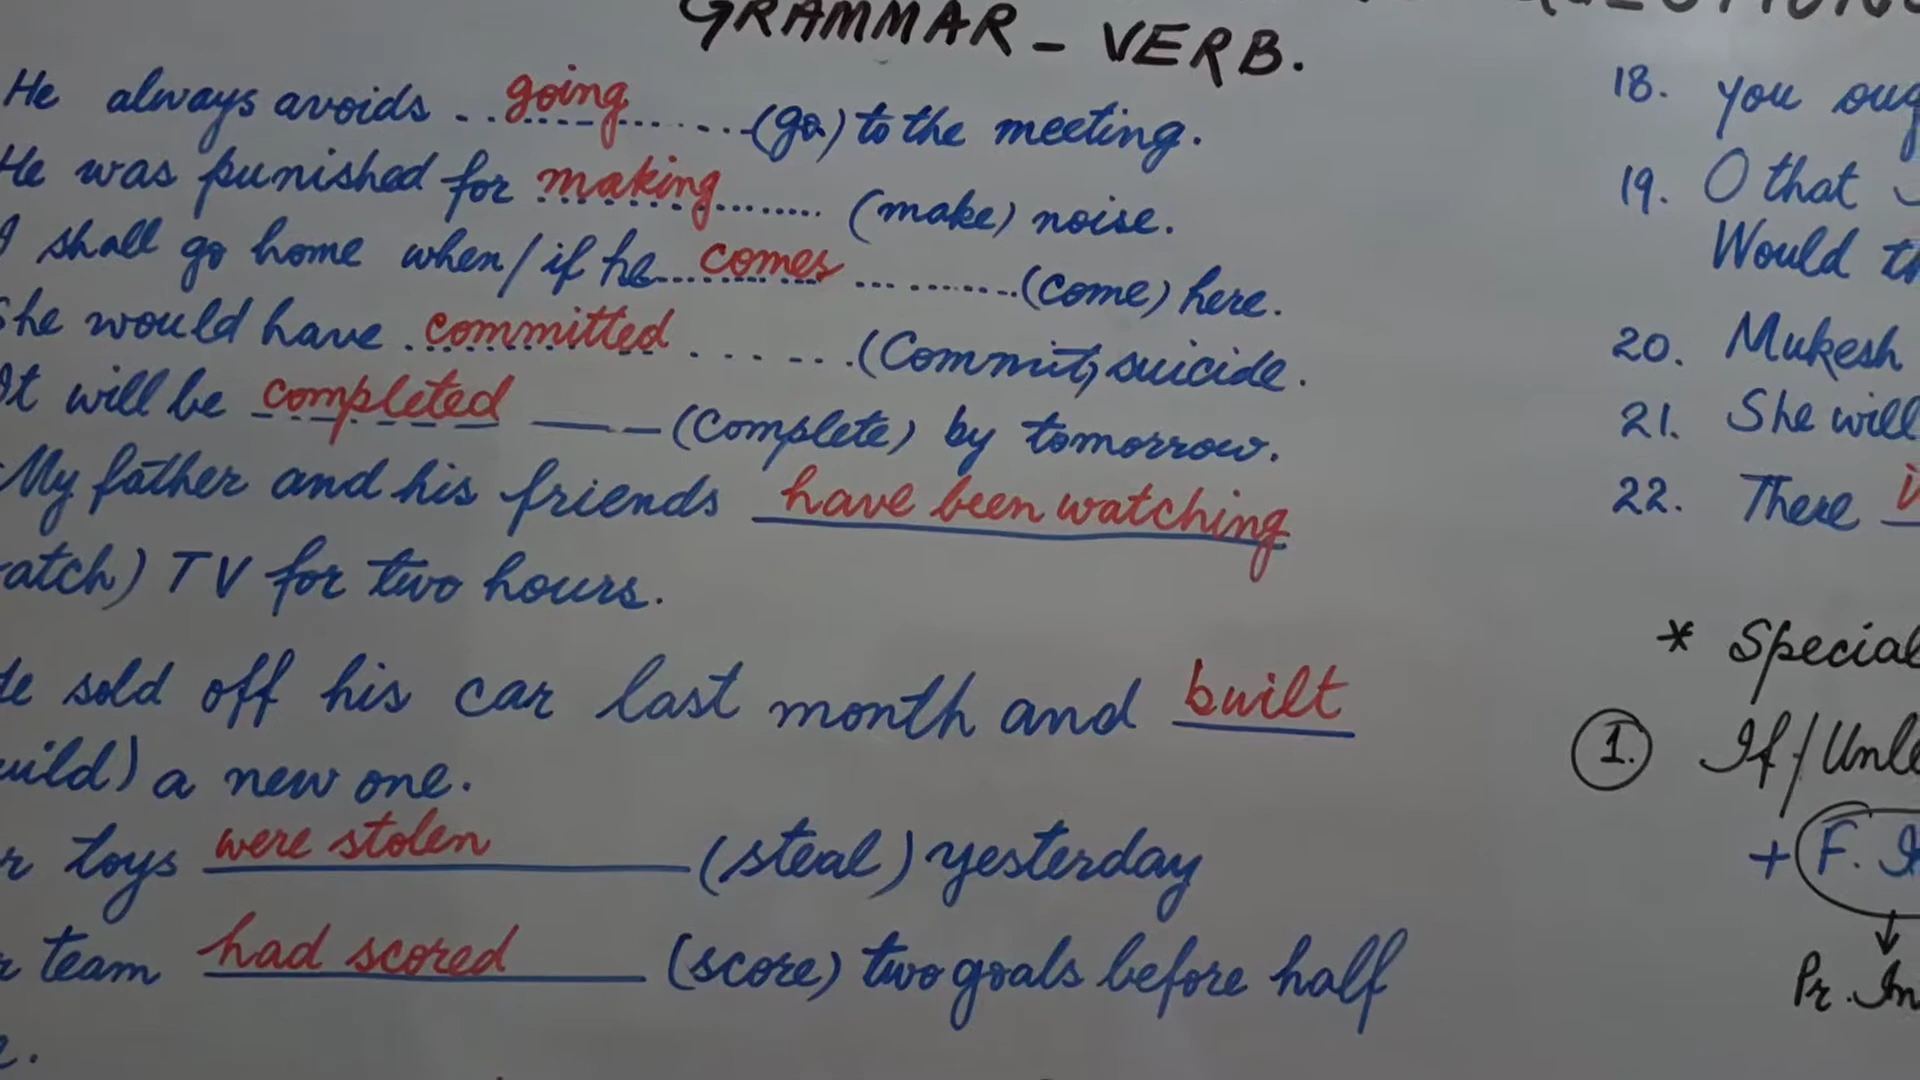 GRAMMAR - VERB.
He always avoids going (go) to the meeting.
He was punished for making (make) noise.
I shall go home when/if he comes (come) here.
She would have committed (Commit) suicide.
It will be completed (Complete) by tomorrow.
My father and his friends have been watching
atch) TV for two hours.
He sold off his car last month and built
uild) a new one.
r toys were stolen (steal) yesterday
r team had scored (score) two goals before half
18. You oug
19. O that
Would th
20. Mukesh
21. She will
22. There
* Special
1. If/Unle
+ F. I
Pr. In